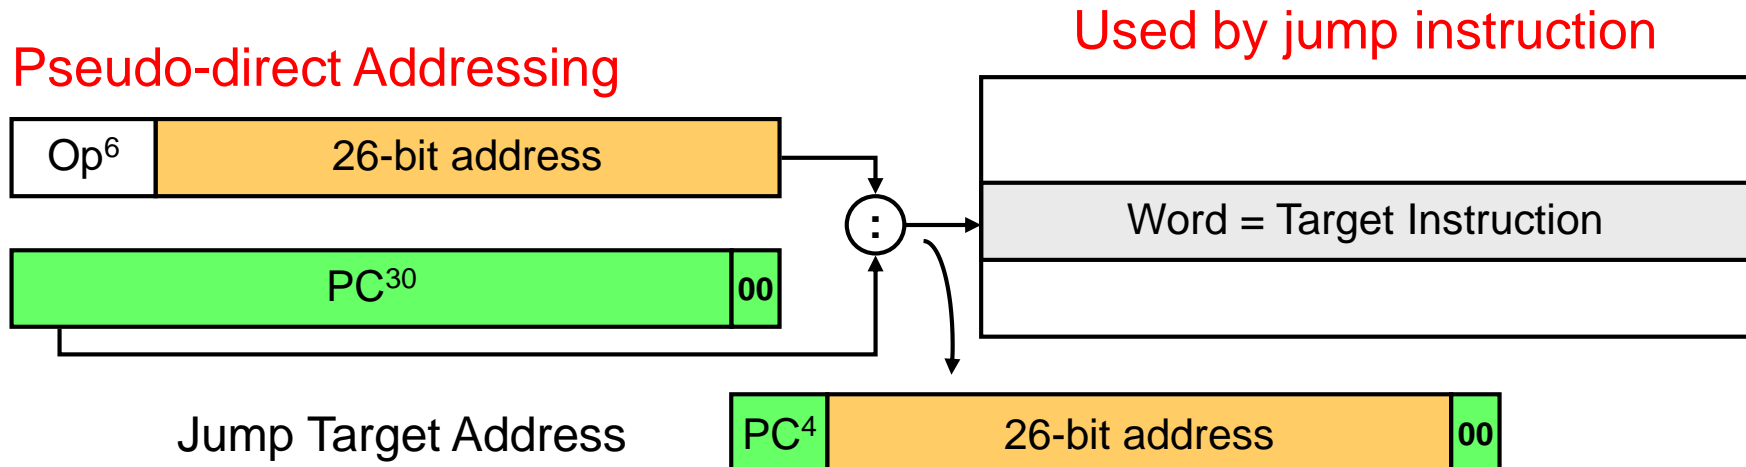 Used by jump instruction
Pseudo-direct Addressing
Op⁶ 26-bit address
:
Word = Target Instruction
PC³⁰ 00
Jump Target Address PC⁴ 26-bit address 00